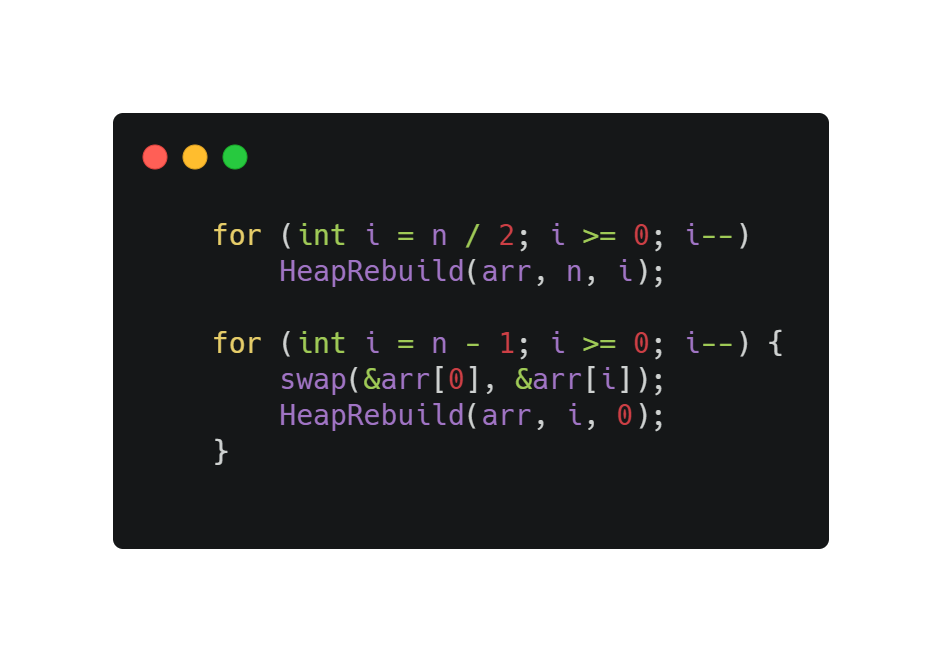 for (int i = n / 2; i >= 0; i--)
    HeapRebuild(arr, n, i);

for (int i = n - 1; i >= 0; i--) {
    swap(&arr[0], &arr[i]);
    HeapRebuild(arr, i, 0);
}